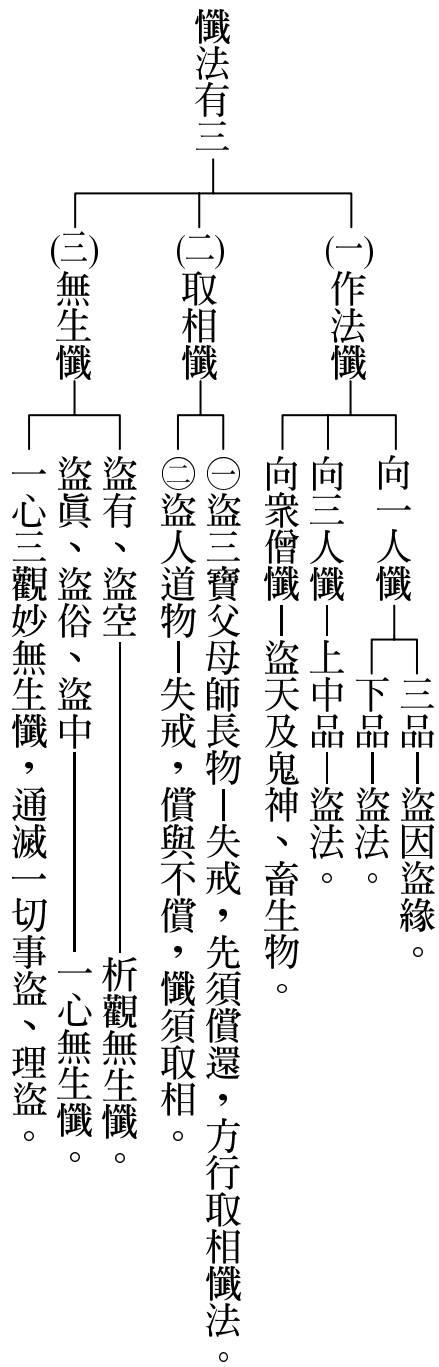 懺法有三
(一)作法懺
向一人懺
三品－盜因盜緣。
下品－盜法。
向三人懺－上中品－盜法。
向眾僧懺－盜天及鬼神、畜生物。
(二)取相懺
㊀盜三寶父母師長物－失戒，先須償還，方行取相懺法。
㊁盜人道物－失戒，償與不償，懺須取相。
(三)無生懺
盜有、盜空－析觀無生懺。
盜眞、盜俗、盜中－一心無生懺。
一心三觀妙無生懺，通滅一切事盜、理盜。